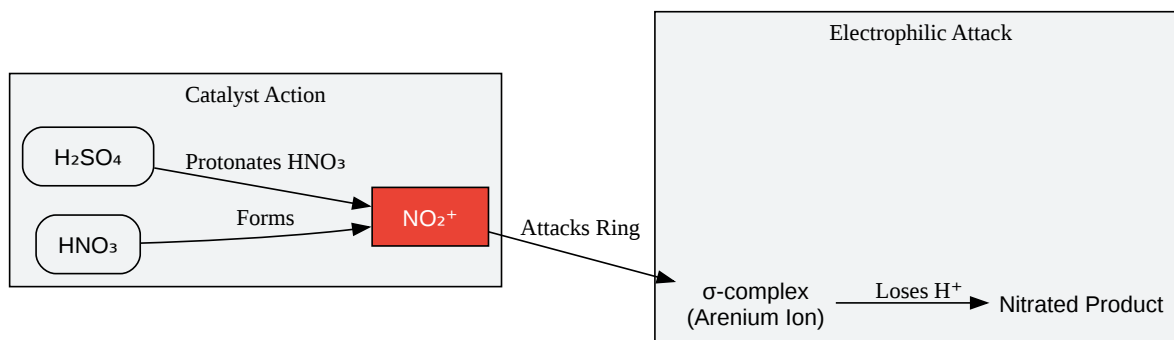 Electrophilic Attack
Catalyst Action
H₂SO₄
Protonates HNO₃
Forms
NO₂⁺
HNO₃
Attacks Ring
σ-complex
(Arenium Ion)
Loses H⁺
Nitrated Product